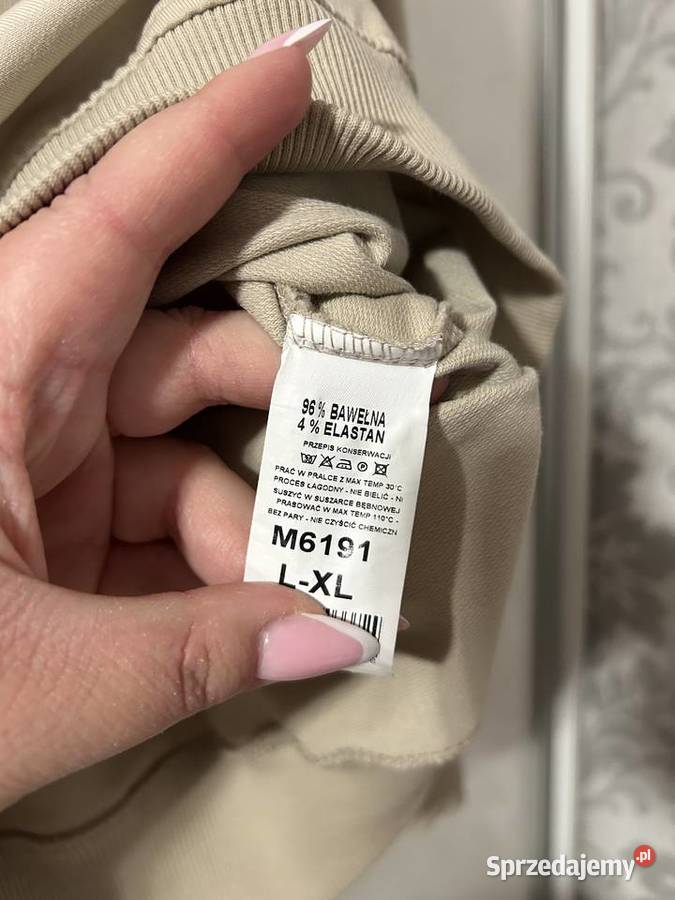 96% BAWEŁNA
4% ELASTAN
PRZEPIS KONSERWACJI
PRAĆ W PRALCE Z MAX TEMP 30°C
PROCES ŁAGODNY - NIE BIELIĆ - NI
SUSZYĆ W SUSZARCE BĘBNOWEJ
PRASOWAĆ W MAX TEMP 110°C -
BEZ PARY - NIE CZYŚCIĆ CHEMICZN
M6191
L-XL
Sprzedajemy.pl